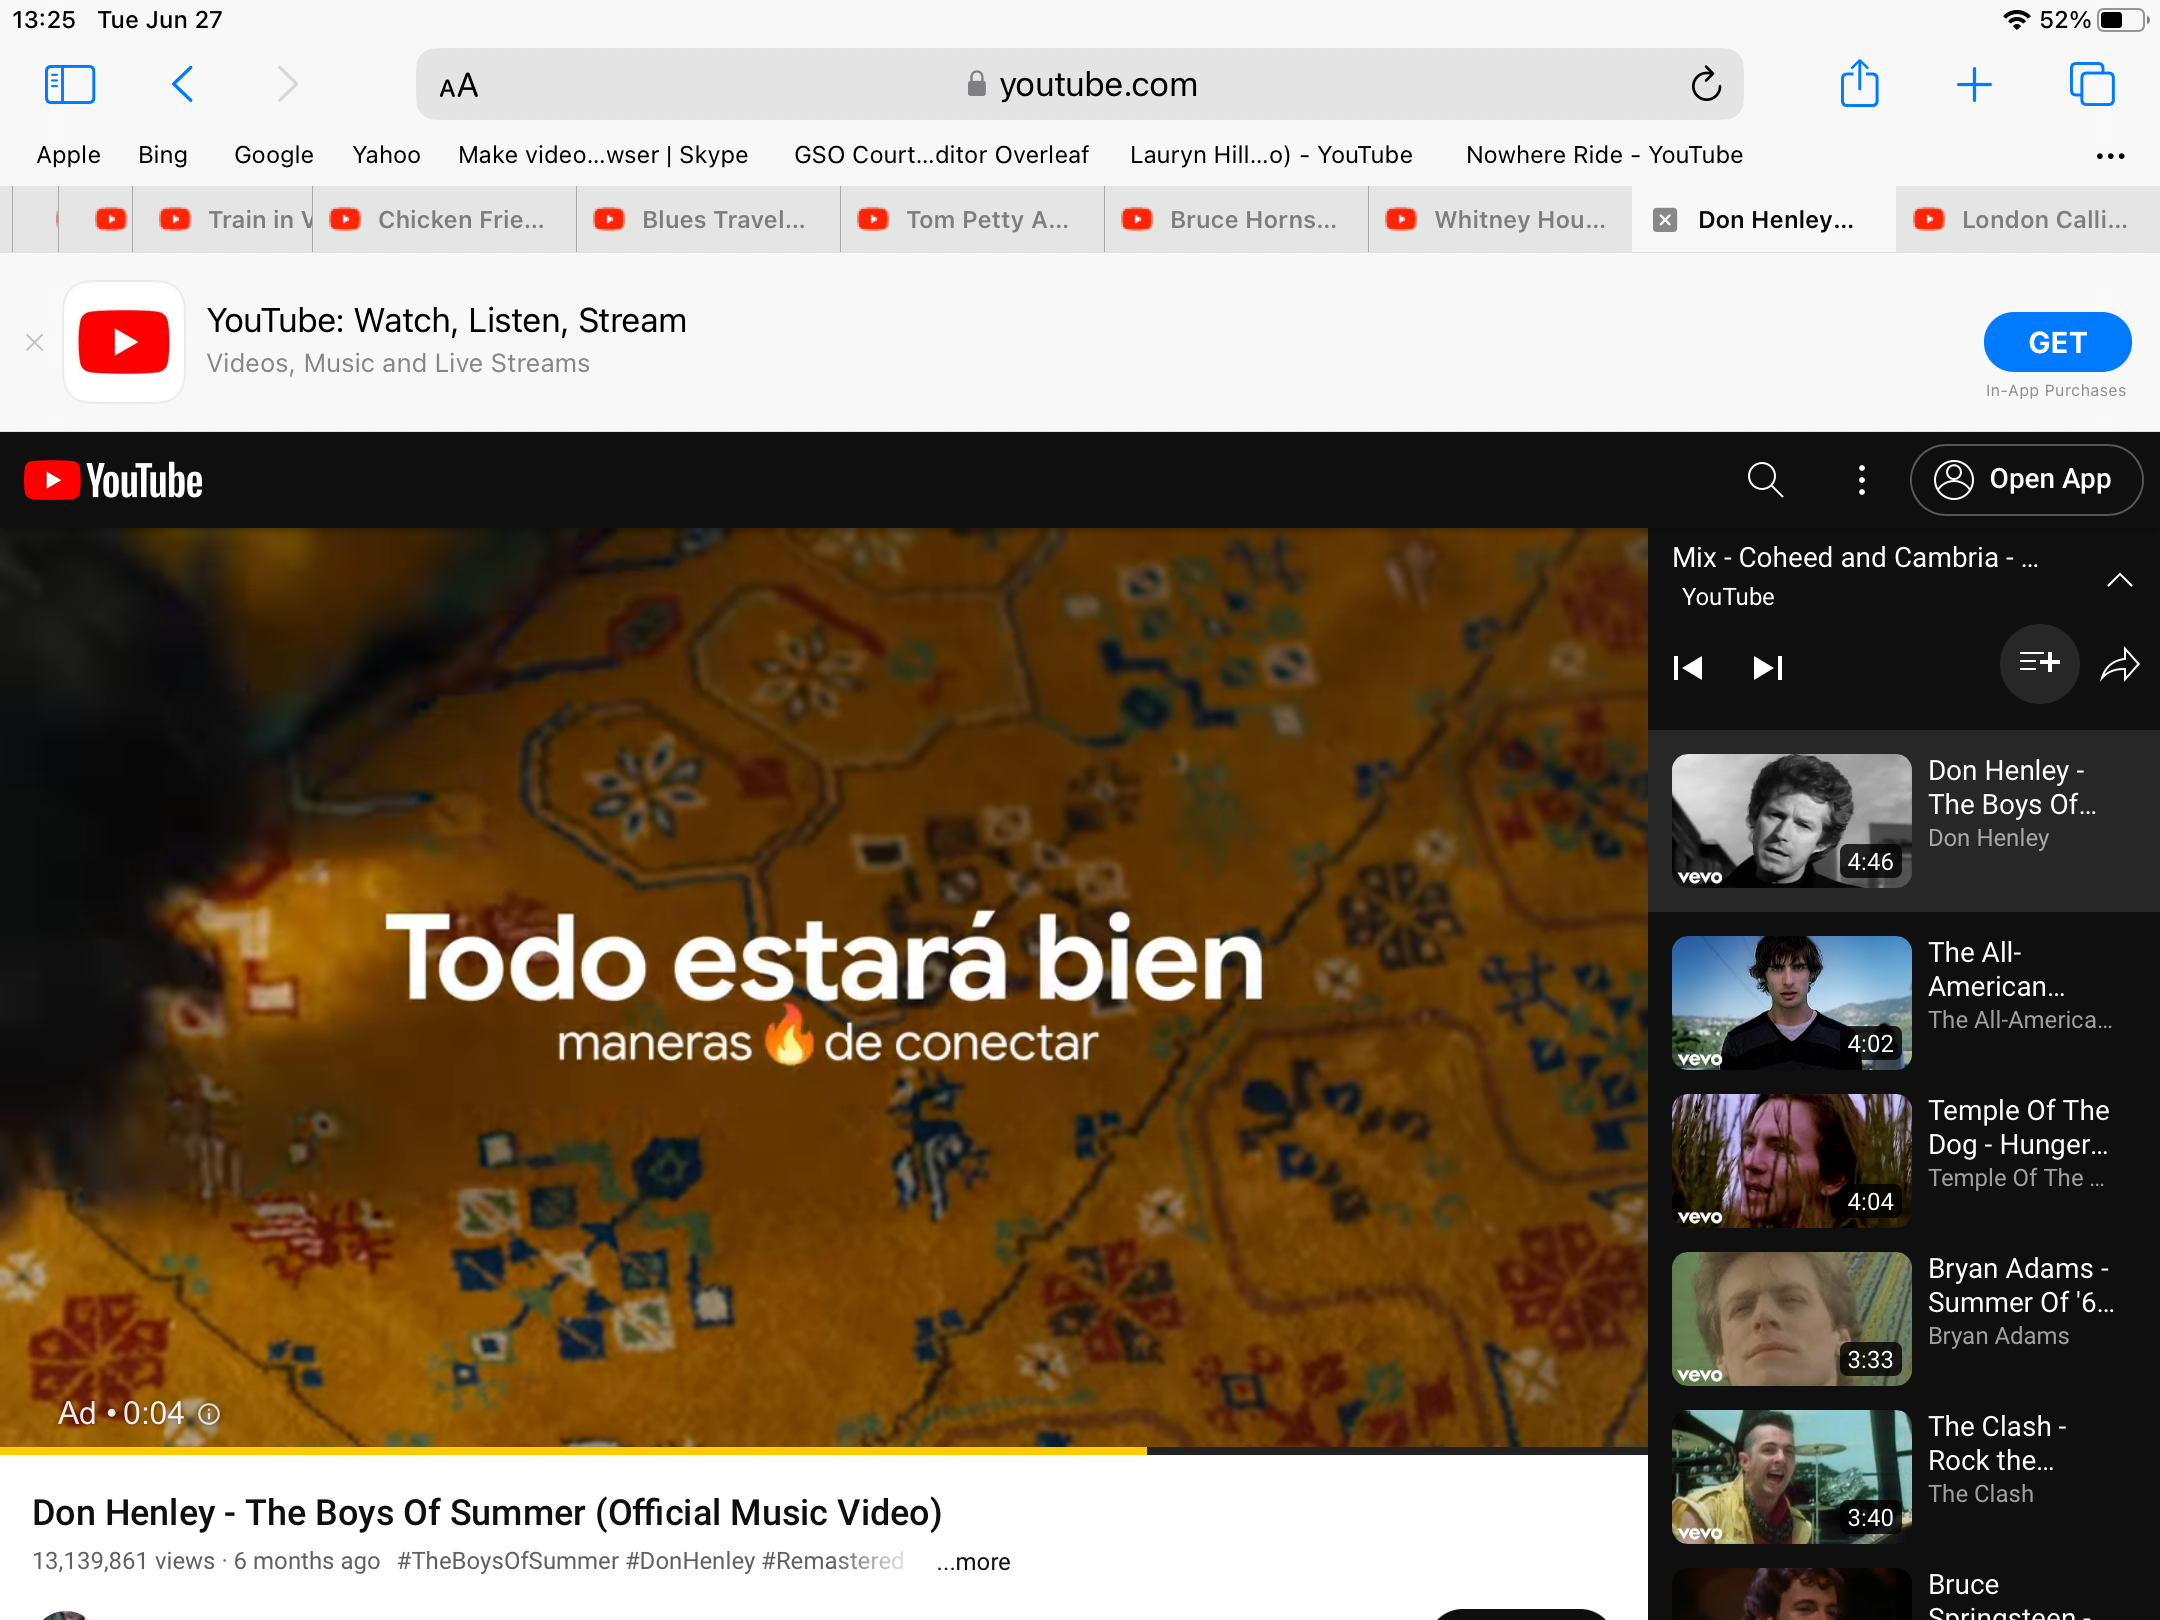 13:25 Tue Jun 27
52%
AA
youtube.com
Apple Bing Google Yahoo Make video...wser | Skype GSO Court...ditor Overleaf Lauryn Hill...o) - YouTube Nowhere Ride - YouTube
Train in V Chicken Frie... Blues Travel... Tom Petty A... Bruce Horns... Whitney Hou... Don Henley... London Calli...
YouTube: Watch, Listen, Stream
Videos, Music and Live Streams
GET
In-App Purchases
YouTube
Open App
Todo estará bien
maneras 🔥 de conectar
Ad • 0:04
Don Henley - The Boys Of Summer (Official Music Video)
13,139,861 views · 6 months ago #TheBoysOfSummer #DonHenley #Remastered ...more
Mix - Coheed and Cambria - ...
YouTube
vevo
4:46
Don Henley -
The Boys Of...
Don Henley
vevo
4:02
The All-
American...
The All-America...
vevo
4:04
Temple Of The
Dog - Hunger...
Temple Of The ...
vevo
3:33
Bryan Adams -
Summer Of '6...
Bryan Adams
vevo
3:40
The Clash -
Rock the...
The Clash
Bruce
Springsteen -